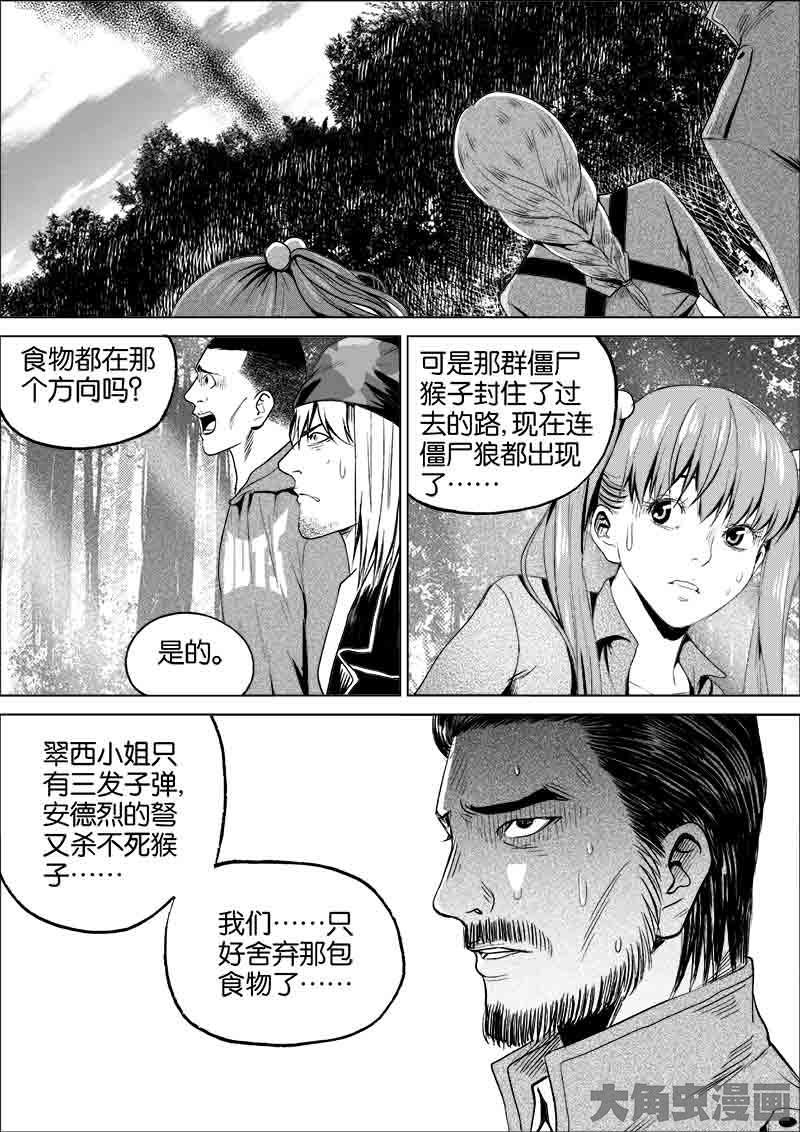 食物都在那
个方向吗?
是的。
可是那群僵尸
猴子封住了过
去的路,现在连
僵尸狼都出现
了……
翠西小姐只
有三发子弹,
安德烈的弩
又杀不死猴
子……
我们……只
好舍弃那包
食物了……
大角虫漫画